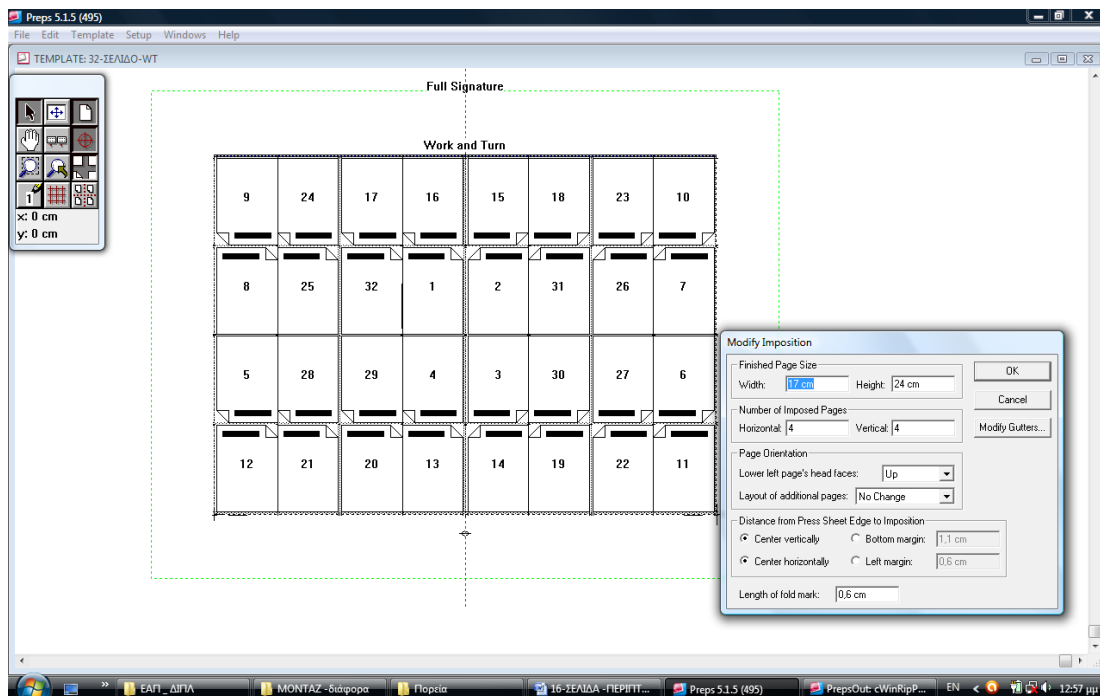 Preps 5.1.5 (495)
File Edit Template Setup Windows Help
TEMPLATE: 32-ΣΕΛΙΔΟ-WT
Full Signature
Work and Turn
x: 0 cm
y: 0 cm
9 24 17 16 15 18 23 10
8 25 32 1 2 31 26 7
5 28 29 4 3 30 27 6
12 21 20 13 14 19 22 11
Modify Imposition
Finished Page Size
Width: 17 cm Height: 24 cm
OK
Cancel
Number of Imposed Pages
Horizontal: 4 Vertical: 4
Modify Gutters...
Page Orientation
Lower left page's head faces: Up
Layout of additional pages: No Change
Distance from Press Sheet Edge to Imposition
Center vertically Bottom margin: 1,1 cm
Center horizontally Left margin: 0,6 cm
Length of fold mark: 0,6 cm
» ΕΑΠ_ ΔΙΠΛ ΜΟΝΤΑΖ -διάφορα Πορεία 16-ΣΕΛΙΔΑ -ΠΕΡΙΠΤ... Preps 5.1.5 (495) PrepsOut: cWinRipP... EN < 12:57 μμ